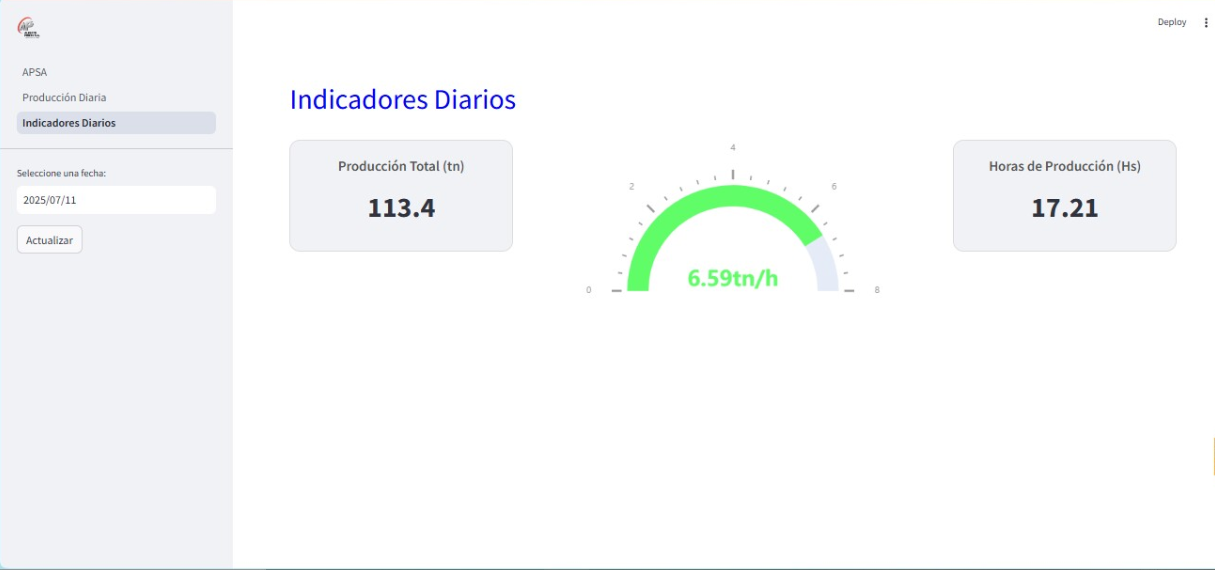 Deploy
APSA
Producción Diaria
Indicadores Diarios
Seleccione una fecha:
2025/07/11
Actualizar
Indicadores Diarios
Producción Total (tn)
113.4
0
2
4
6
8
6.59tn/h
Horas de Producción (Hs)
17.21